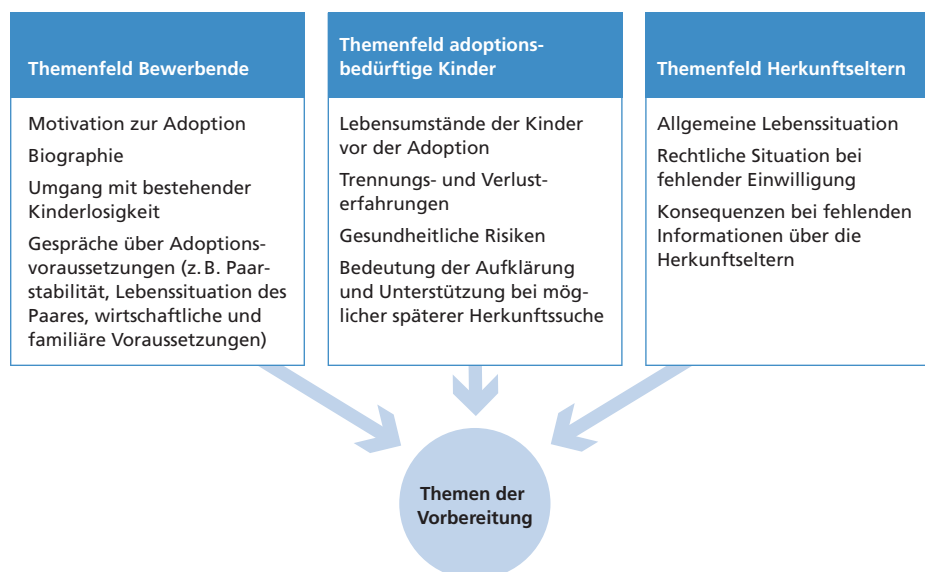 Themenfeld Bewerbende
Motivation zur Adoption
Biographie
Umgang mit bestehender
Kinderlosigkeit
Gespräche über Adoptions-
voraussetzungen (z. B. Paar-
stabilität, Lebenssituation des
Paares, wirtschaftliche und
familiäre Voraussetzungen)
Themenfeld adoptions-
bedürftige Kinder
Lebensumstände der Kinder
vor der Adoption
Trennungs- und Verlust-
erfahrungen
Gesundheitliche Risiken
Bedeutung der Aufklärung
und Unterstützung bei mög-
licher späterer Herkunftssuche
Themenfeld Herkunftseltern
Allgemeine Lebenssituation
Rechtliche Situation bei
fehlender Einwilligung
Konsequenzen bei fehlenden
Informationen über die
Herkunftseltern
Themen der
Vorbereitung